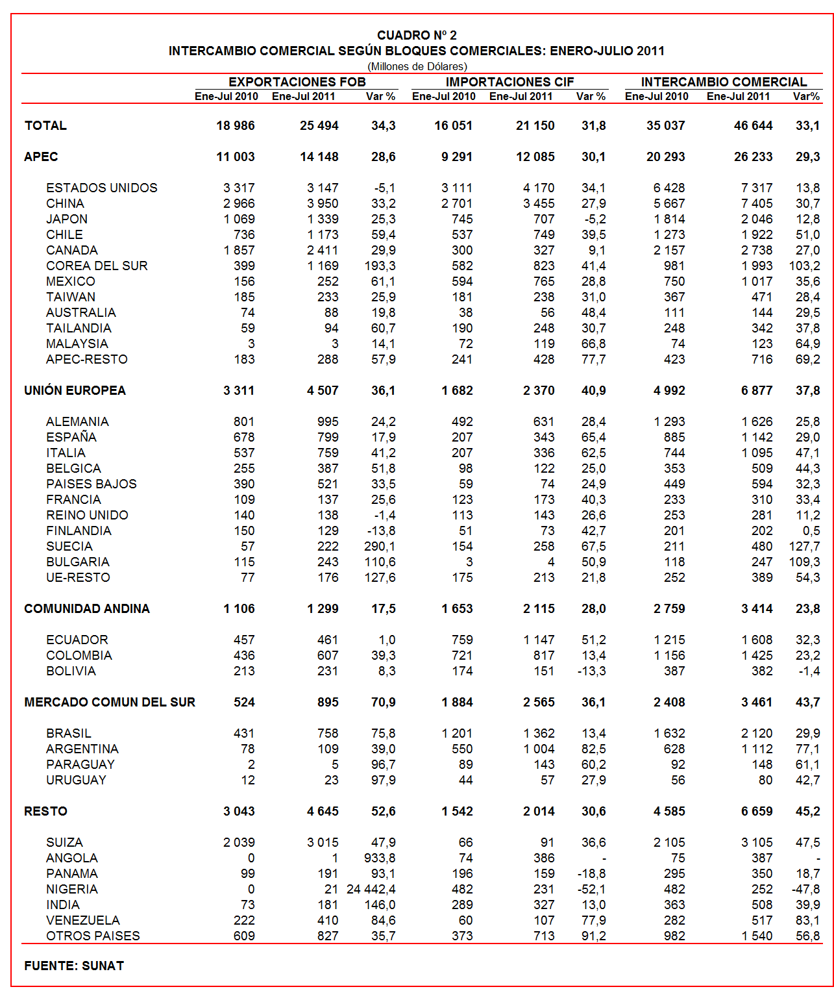 CUADRO Nº 2
INTERCAMBIO COMERCIAL SEGÚN BLOQUES COMERCIALES: ENERO-JULIO 2011
(Millones de Dólares)
EXPORTACIONES FOB IMPORTACIONES CIF INTERCAMBIO COMERCIAL
Ene-Jul 2010 Ene-Jul 2011 Var % Ene-Jul 2010 Ene-Jul 2011 Var % Ene-Jul 2010 Ene-Jul 2011 Var%
TOTAL 18 986 25 494 34,3 16 051 21 150 31,8 35 037 46 644 33,1
APEC 11 003 14 148 28,6 9 291 12 085 30,1 20 293 26 233 29,3
ESTADOS UNIDOS 3 317 3 147 -5,1 3 111 4 170 34,1 6 428 7 317 13,8
CHINA 2 966 3 950 33,2 2 701 3 455 27,9 5 667 7 405 30,7
JAPON 1 069 1 339 25,3 745 707 -5,2 1 814 2 046 12,8
CHILE 736 1 173 59,4 537 749 39,5 1 273 1 922 51,0
CANADA 1 857 2 411 29,9 300 327 9,1 2 157 2 738 27,0
COREA DEL SUR 399 1 169 193,3 582 823 41,4 981 1 993 103,2
MEXICO 156 252 61,1 594 765 28,8 750 1 017 35,6
TAIWAN 185 233 25,9 181 238 31,0 367 471 28,4
AUSTRALIA 74 88 19,8 38 56 48,4 111 144 29,5
TAILANDIA 59 94 60,7 190 248 30,7 248 342 37,8
MALAYSIA 3 3 14,1 72 119 66,8 74 123 64,9
APEC-RESTO 183 288 57,9 241 428 77,7 423 716 69,2
UNIÓN EUROPEA 3 311 4 507 36,1 1 682 2 370 40,9 4 992 6 877 37,8
ALEMANIA 801 995 24,2 492 631 28,4 1 293 1 626 25,8
ESPAÑA 678 799 17,9 207 343 65,4 885 1 142 29,0
ITALIA 537 759 41,2 207 336 62,5 744 1 095 47,1
BELGICA 255 387 51,8 98 122 25,0 353 509 44,3
PAISES BAJOS 390 521 33,5 59 74 24,9 449 594 32,3
FRANCIA 109 137 25,6 123 173 40,3 233 310 33,4
REINO UNIDO 140 138 -1,4 113 143 26,6 253 281 11,2
FINLANDIA 150 129 -13,8 51 73 42,7 201 202 0,5
SUECIA 57 222 290,1 154 258 67,5 211 480 127,7
BULGARIA 115 243 110,6 3 4 50,9 118 247 109,3
UE-RESTO 77 176 127,6 175 213 21,8 252 389 54,3
COMUNIDAD ANDINA 1 106 1 299 17,5 1 653 2 115 28,0 2 759 3 414 23,8
ECUADOR 457 461 1,0 759 1 147 51,2 1 215 1 608 32,3
COLOMBIA 436 607 39,3 721 817 13,4 1 156 1 425 23,2
BOLIVIA 213 231 8,3 174 151 -13,3 387 382 -1,4
MERCADO COMUN DEL SUR 524 895 70,9 1 884 2 565 36,1 2 408 3 461 43,7
BRASIL 431 758 75,8 1 201 1 362 13,4 1 632 2 120 29,9
ARGENTINA 78 109 39,0 550 1 004 82,5 628 1 112 77,1
PARAGUAY 2 5 96,7 89 143 60,2 92 148 61,1
URUGUAY 12 23 97,9 44 57 27,9 56 80 42,7
RESTO 3 043 4 645 52,6 1 542 2 014 30,6 4 585 6 659 45,2
SUIZA 2 039 3 015 47,9 66 91 36,6 2 105 3 105 47,5
ANGOLA 0 1 933,8 74 386 - 75 387 -
PANAMA 99 191 93,1 196 159 -18,8 295 350 18,7
NIGERIA 0 21 24 442,4 482 231 -52,1 482 252 -47,8
INDIA 73 181 146,0 289 327 13,0 363 508 39,9
VENEZUELA 222 410 84,6 60 107 77,9 282 517 83,1
OTROS PAISES 609 827 35,7 373 713 91,2 982 1 540 56,8
FUENTE: SUNAT